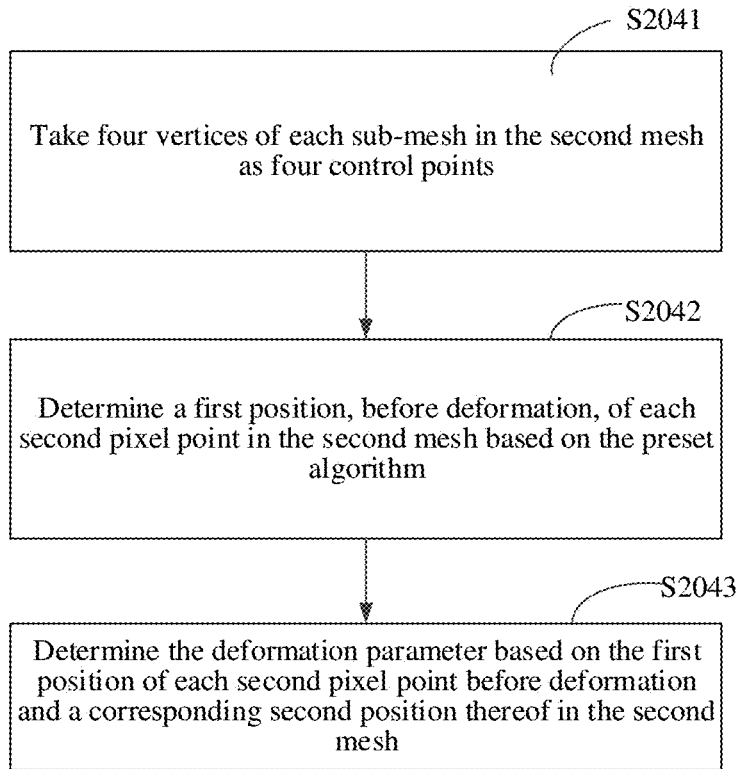 S2041
Take four vertices of each sub-mesh in the second mesh
as four control points
S2042
Determine a first position, before deformation, of each
second pixel point in the second mesh based on the preset
algorithm
S2043
Determine the deformation parameter based on the first
position of each second pixel point before deformation
and a corresponding second position thereof in the second
mesh